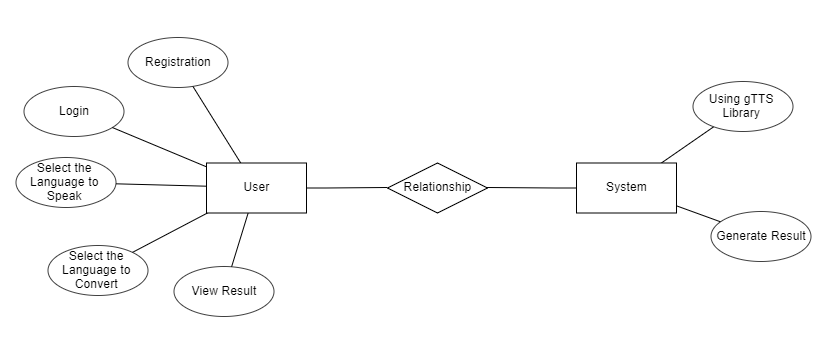 Registration
Login
Select the
Language to
Speak
Select the
Language to
Convert
View Result
User
Relationship
System
Using gTTS
Library
Generate Result